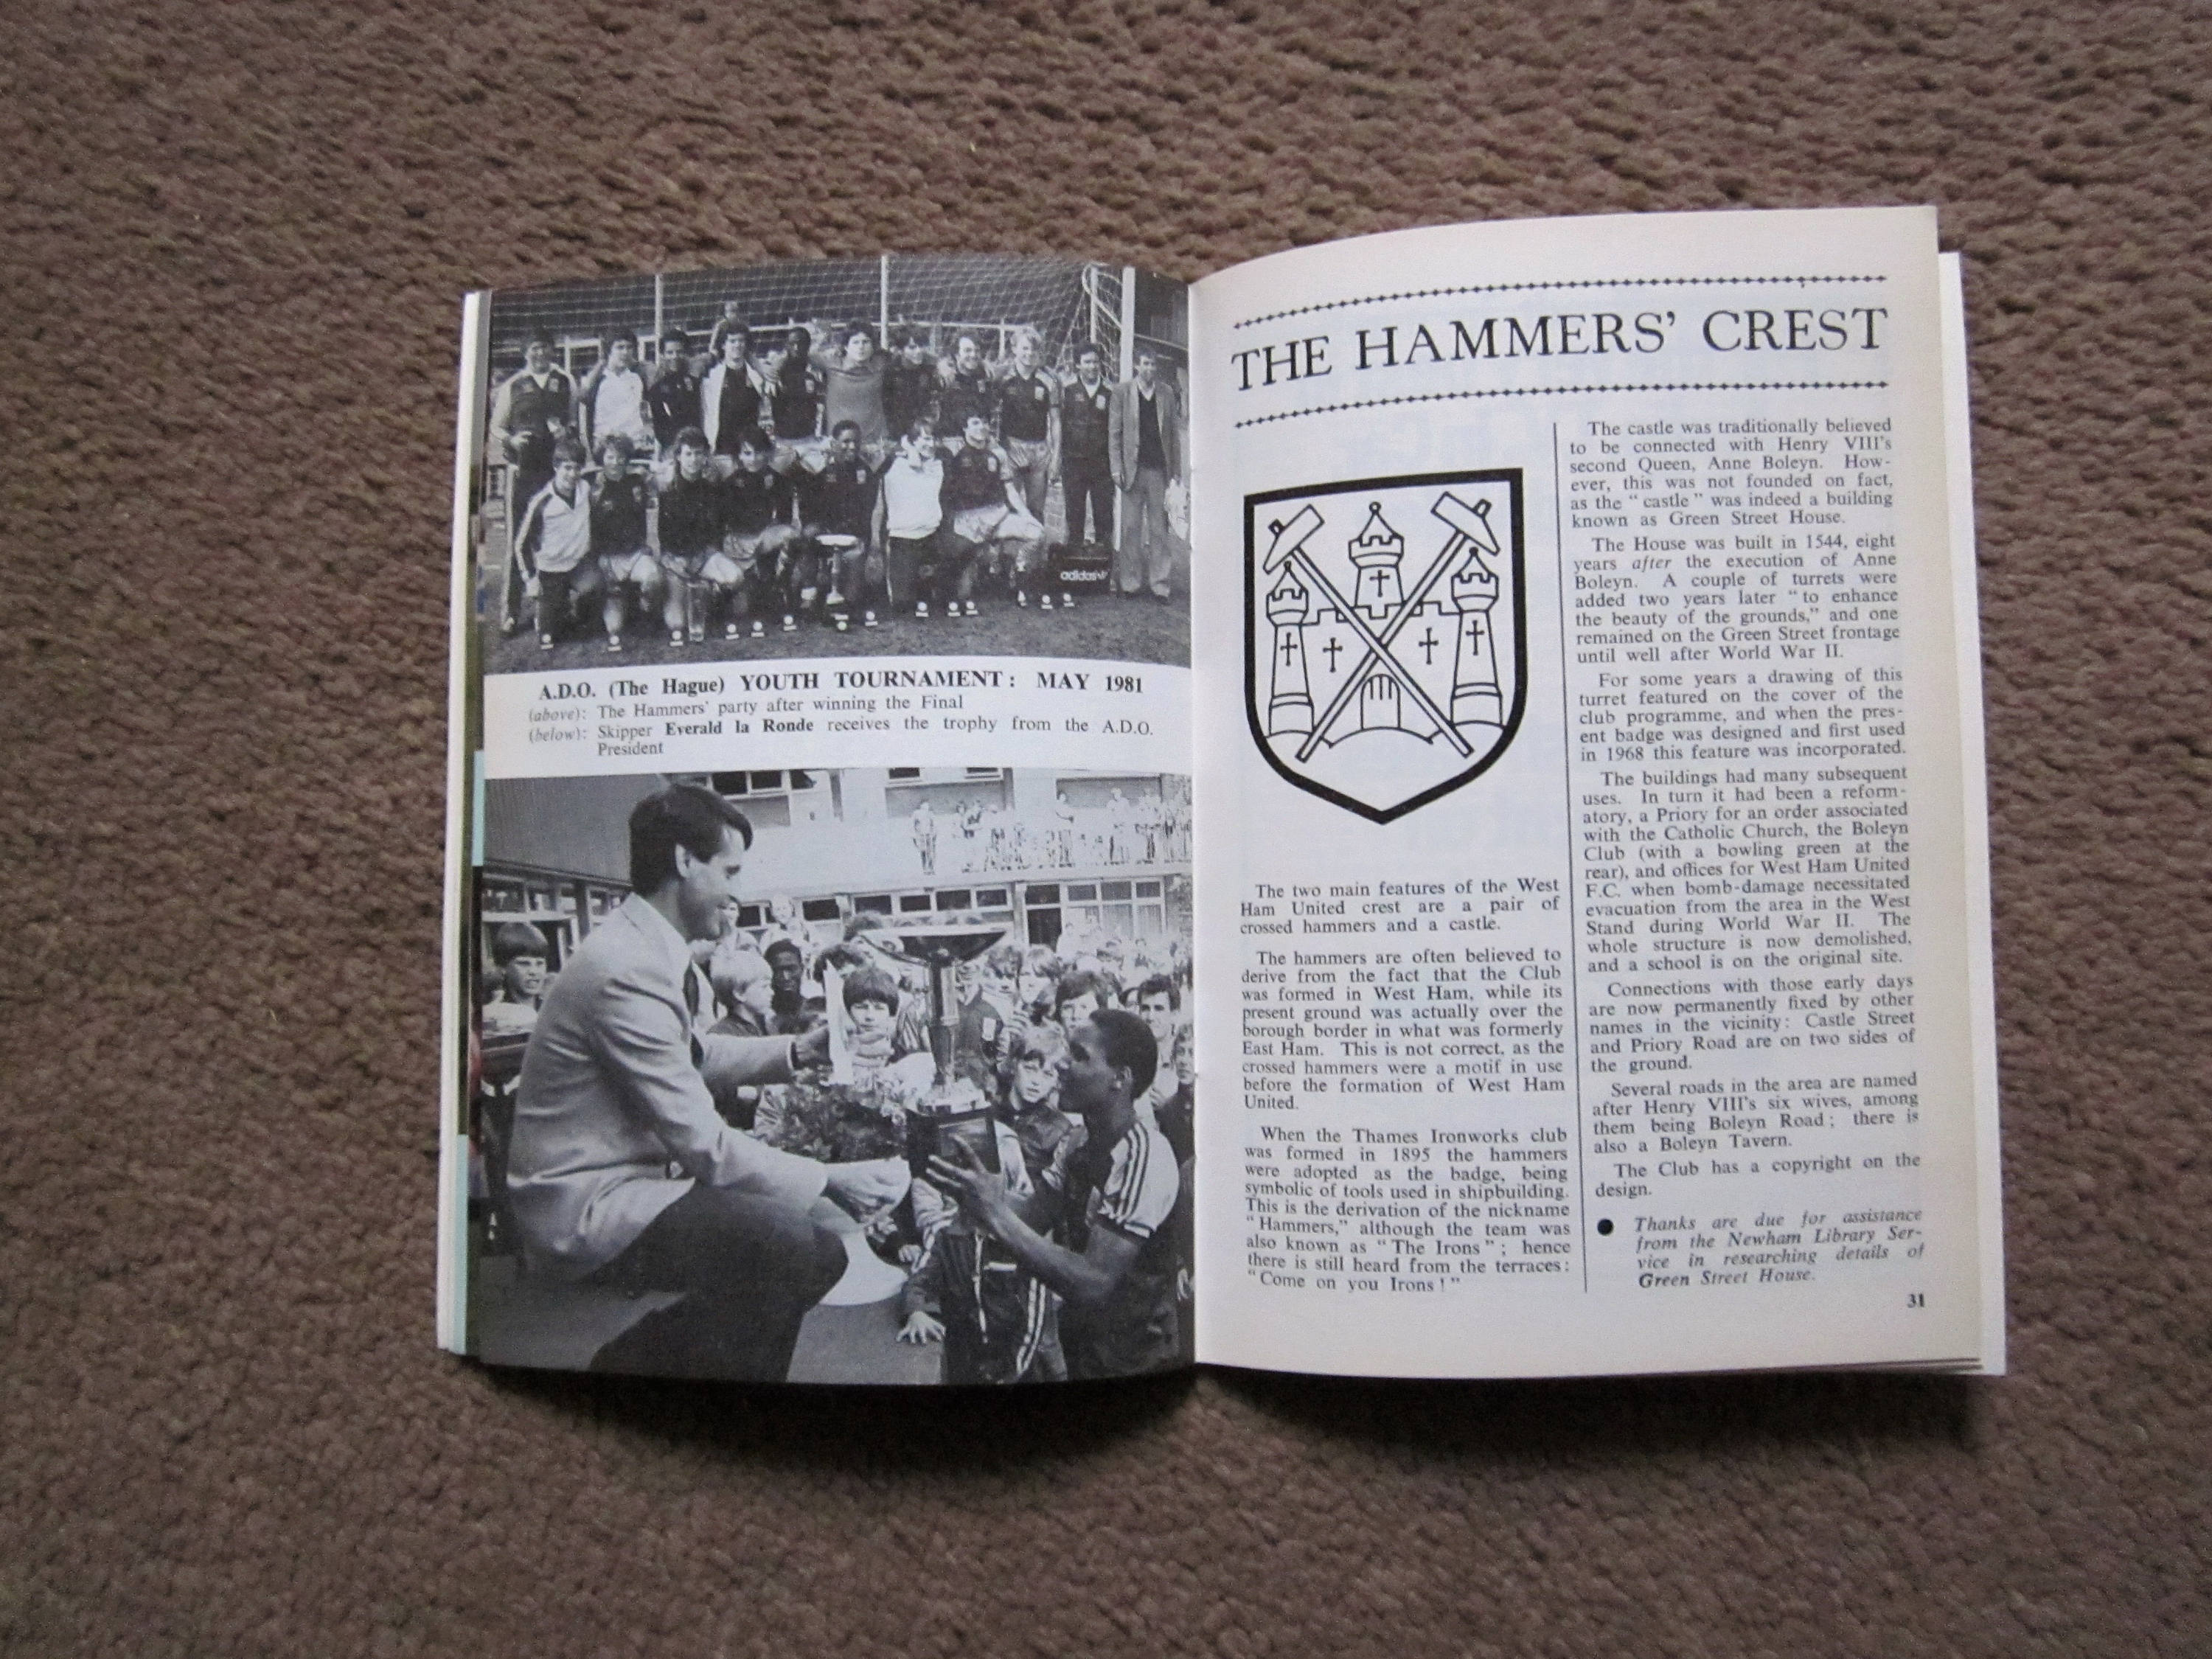 adidas
A.D.O. (The Hague) YOUTH TOURNAMENT: MAY 1981
(above): The Hammers' party after winning the Final
(below): Skipper Everald la Ronde receives the trophy from the A.D.O.
President
THE HAMMERS' CREST
The two main features of the West
Ham United crest are a pair of
crossed hammers and a castle.
The hammers are often believed to
derive from the fact that the Club
was formed in West Ham, while its
present ground was actually over the
borough border in what was formerly
East Ham. This is not correct, as the
crossed hammers were a motif in use
before the formation of West Ham
United.
When the Thames Ironworks club
was formed in 1895 the hammers
were adopted as the badge, being
symbolic of tools used in shipbuilding.
This is the derivation of the nickname
"Hammers," although the team was
also known as "The Irons"; hence
there is still heard from the terraces:
"Come on you Irons!"
The castle was traditionally believed
to be connected with Henry VIII's
second Queen, Anne Boleyn. How-
ever, this was not founded on fact,
as the "castle" was indeed a building
known as Green Street House.
The House was built in 1544, eight
years after the execution of Anne
Boleyn. A couple of turrets were
added two years later "to enhance
the beauty of the grounds," and one
remained on the Green Street frontage
until well after World War II.
For some years a drawing of this
turret featured on the cover of the
club programme, and when the pres-
ent badge was designed and first used
in 1968 this feature was incorporated.
The buildings had many subsequent
uses. In turn it had been a reform-
atory, a Priory for an order associated
with the Catholic Church, the Boleyn
Club (with a bowling green at the
rear), and offices for West Ham United
F.C. when bomb-damage necessitated
evacuation from the area in the West
Stand during World War II. The
whole structure is now demolished,
and a school is on the original site.
Connections with those early days
are now permanently fixed by other
names in the vicinity: Castle Street
and Priory Road are on two sides of
the ground.
Several roads in the area are named
after Henry VIII's six wives, among
them being Boleyn Road; there is
also a Boleyn Tavern.
The Club has a copyright on the
design.
● Thanks are due for assistance
from the Newham Library Ser-
vice in researching details of
Green Street House.
31